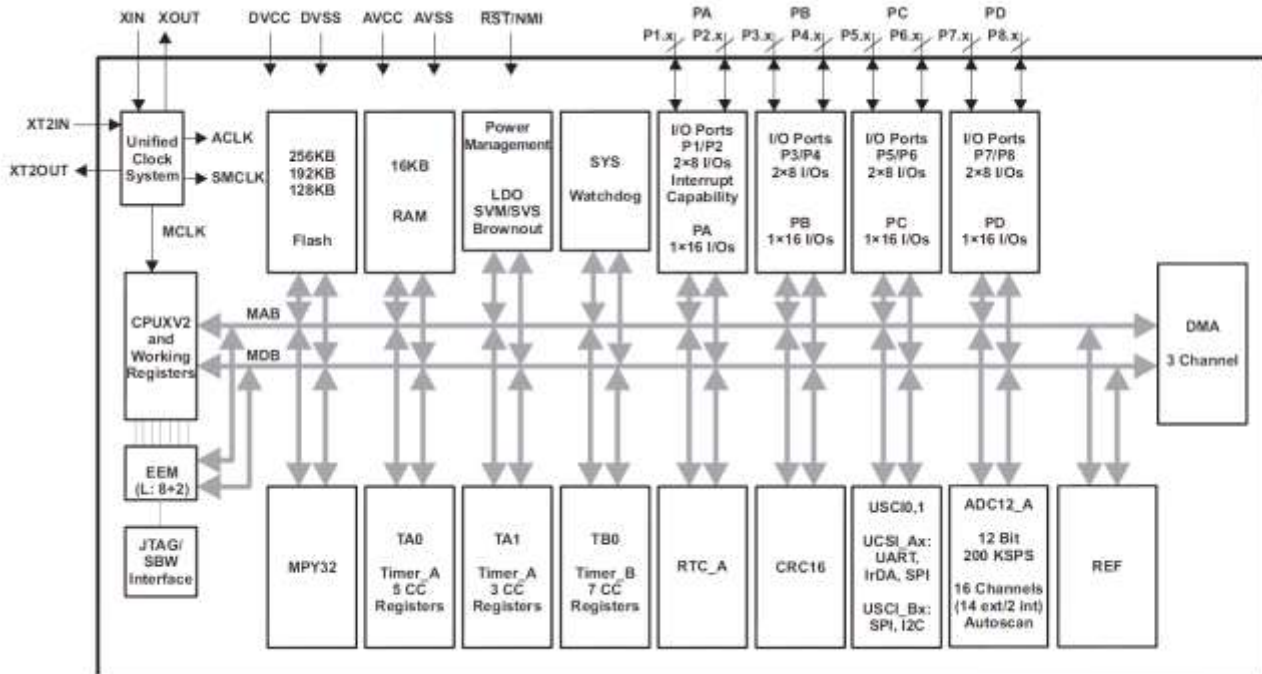 XIN XOUT DVCC DVSS AVCC AVSS RST/NMI
PA PB PC PD
P1.x P2.x P3.x P4.x P5.x P6.x P7.x P8.x
XT2IN
XT2OUT
Unified
Clock
System
ACLK
SMCLK
MCLK
256KB
192KB
128KB
Flash
16KB
RAM
Power
Management
LDO
SVM/SVS
Brownout
SYS
Watchdog
I/O Ports
P1/P2
2×8 I/Os
Interrupt
Capability
PA
1×16 I/Os
I/O Ports
P3/P4
2×8 I/Os
PB
1×16 I/Os
I/O Ports
P5/P6
2×8 I/Os
PC
1×16 I/Os
I/O Ports
P7/P8
2×8 I/Os
PD
1×16 I/Os
CPUXV2
and
Working
Registers
MAB
MDB
DMA
3 Channel
EEM
(L: 8+2)
JTAG/
SBW
Interface
MPY32
TA0
Timer_A
5 CC
Registers
TA1
Timer_A
3 CC
Registers
TB0
Timer_B
7 CC
Registers
RTC_A
CRC16
USCI0,1
UCSI_Ax:
UART,
IrDA, SPI
USCI_Bx:
SPI, I2C
ADC12_A
12 Bit
200 KSPS
16 Channels
(14 ext/2 int)
Autoscan
REF